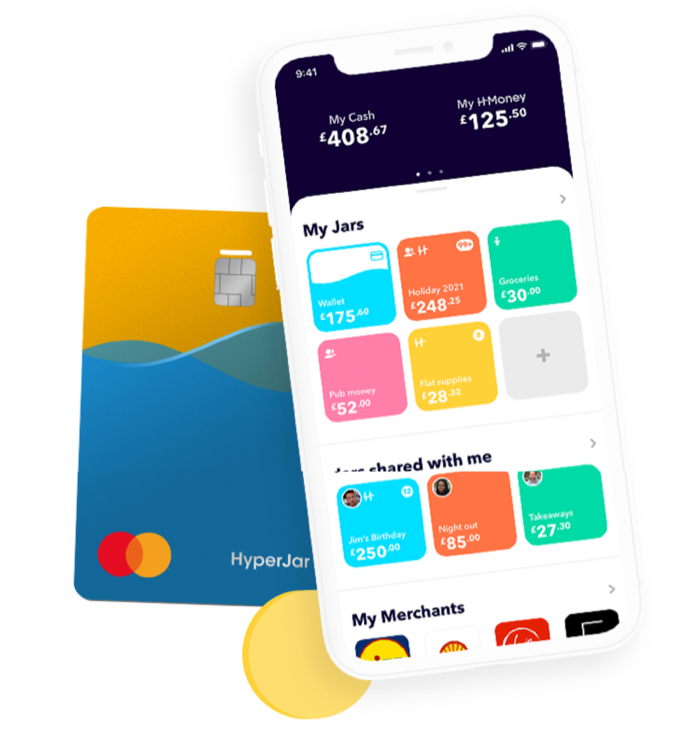 9:41
My Cash
£408.67
My HMoney
£125.50
My Jars
Wallet
£175.60
99+
Holiday 2021
£248.25
Groceries
£30.00
Pub money
£52.00
8
Flat supplies
£28.32
+
shared with me
12
Jim's Birthday
£250.00
Night out
£85.00
Takeaways
£27.30
My Merchants
HyperJar